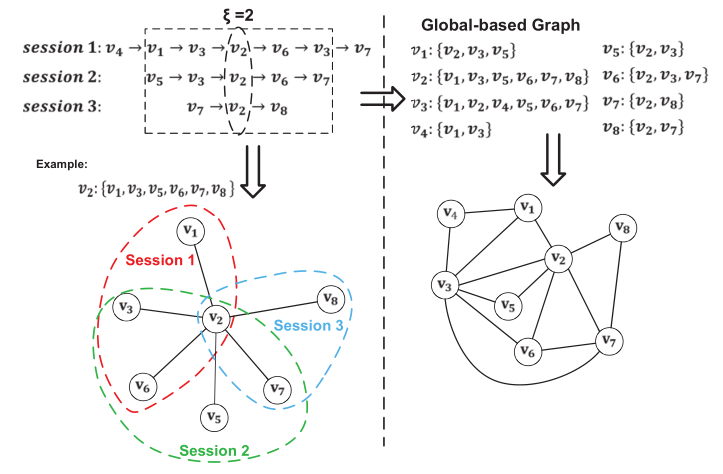 ξ =2
session 1: v₄ → v₁ → v₃ → v₂ → v₆ → v₃ → v₇
session 2: v₅ → v₃ → v₂ → v₆ → v₇
session 3: v₇ → v₂ → v₈
Example:
v₂: {v₁, v₃, v₅, v₆, v₇, v₈}
v₁
Session 1
v₃
v₂
v₈
Session 3
v₆
v₇
v₅
Session 2
Global-based Graph
v₁: {v₂, v₃, v₅}
v₂: {v₁, v₃, v₅, v₆, v₇, v₈}
v₃: {v₁, v₂, v₄, v₅, v₆, v₇}
v₄: {v₁, v₃}
v₅: {v₂, v₃}
v₆: {v₂, v₃, v₇}
v₇: {v₂, v₈}
v₈: {v₂, v₇}
v₄
v₁
v₈
v₂
v₃
v₅
v₆
v₇